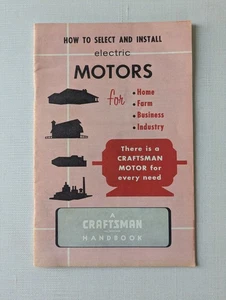 HOW TO SELECT AND INSTALL
electric
MOTORS
for
• Home
• Farm
• Business
• Industry
There is a
CRAFTSMAN
MOTOR for
every need
A
CRAFTSMAN
HANDBOOK